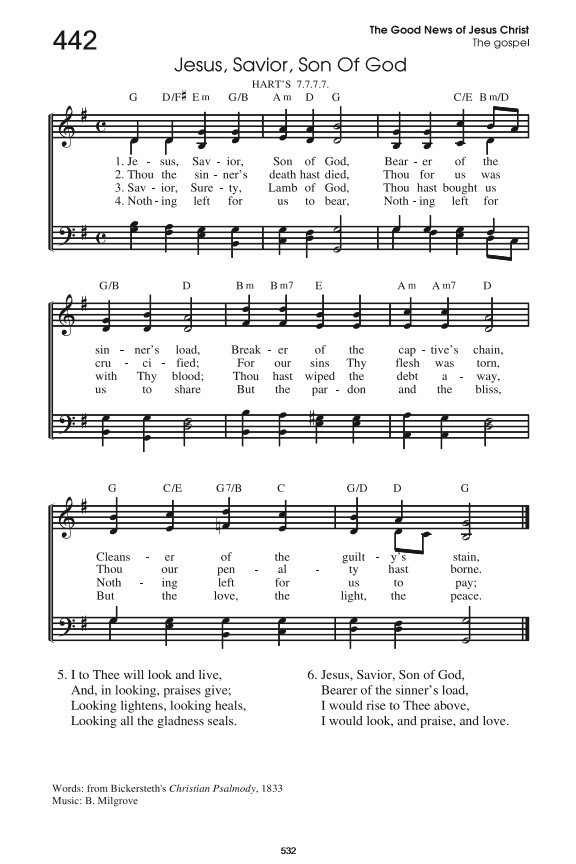 442
The Good News of Jesus Christ
The gospel
Jesus, Savior, Son Of God
HART'S 7.7.7.7.
G D/F# Em G/B Am D G C/E Bm/D
1. Je - sus, Sav - ior, Son of God, Bear - er of the
2. Thou the sin - ner's death hast died, Thou for us was
3. Sav - ior, Sure - ty, Lamb of God, Thou hast bought us
4. Noth - ing left for us to bear, Noth - ing left for
G/B D Bm Bm7 E Am Am7 D
sin - ner's load, Break - er of the cap - tive's chain,
cru - ci - fied; For our sins Thy flesh was torn,
with Thy blood; Thou hast wiped the debt a - way,
us to share But the par - don and the bliss,
G C/E G7/B C G/D D G
Cleans - er of the guilt - y's stain,
Thou our pen - al - ty hast borne.
Noth - ing left for us to pay;
But the love, the light, the peace.
5. I to Thee will look and live,
And, in looking, praises give;
Looking lightens, looking heals,
Looking all the gladness seals.
6. Jesus, Savior, Son of God,
Bearer of the sinner's load,
I would rise to Thee above,
I would look, and praise, and love.
Words: from Bickersteth's Christian Psalmody, 1833
Music: B. Milgrove
532